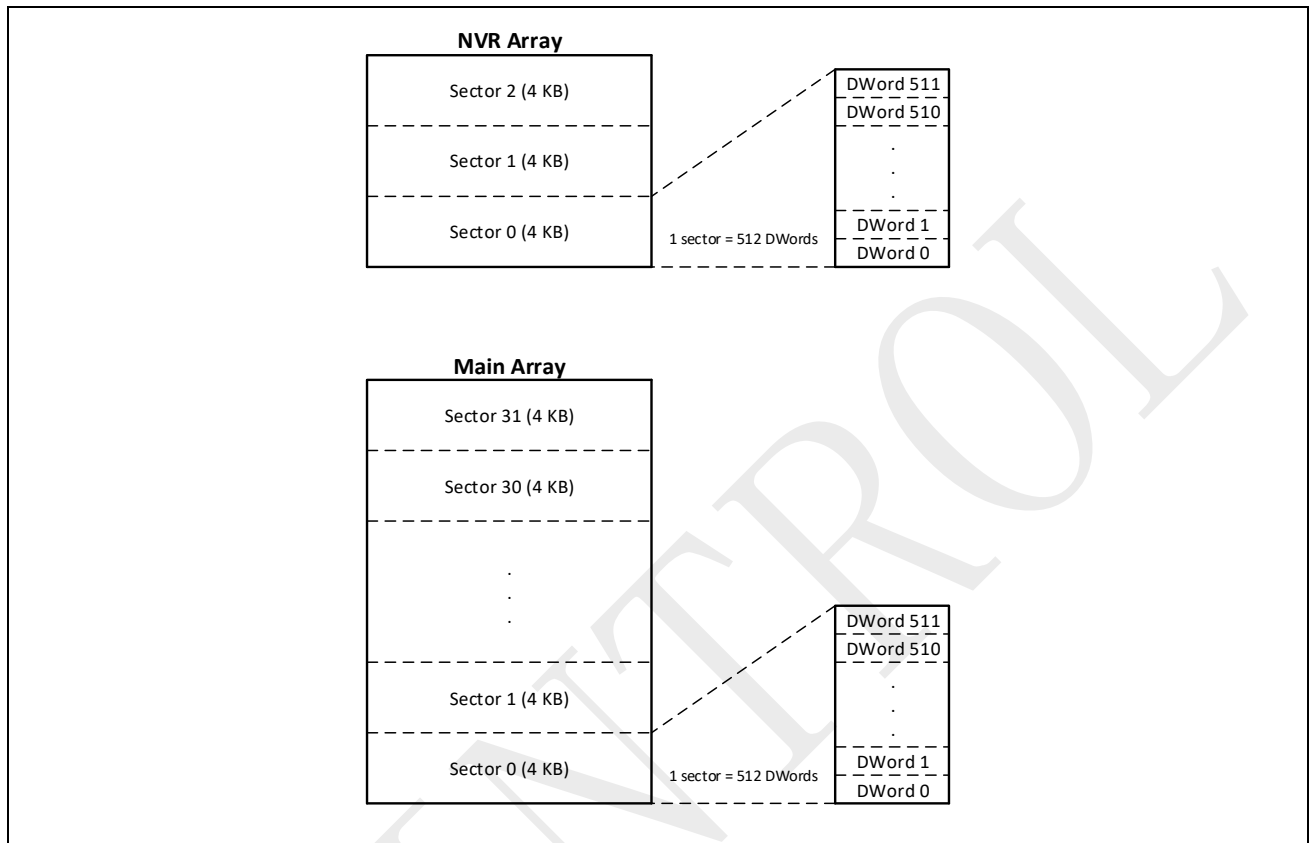 NVR Array
Sector 2 (4 KB)
Sector 1 (4 KB)
Sector 0 (4 KB)
1 sector = 512 DWords
DWord 511
DWord 510
.
.
.
DWord 1
DWord 0
Main Array
Sector 31 (4 KB)
Sector 30 (4 KB)
.
.
.
Sector 1 (4 KB)
Sector 0 (4 KB)
1 sector = 512 DWords
DWord 511
DWord 510
.
.
.
DWord 1
DWord 0
NTROL